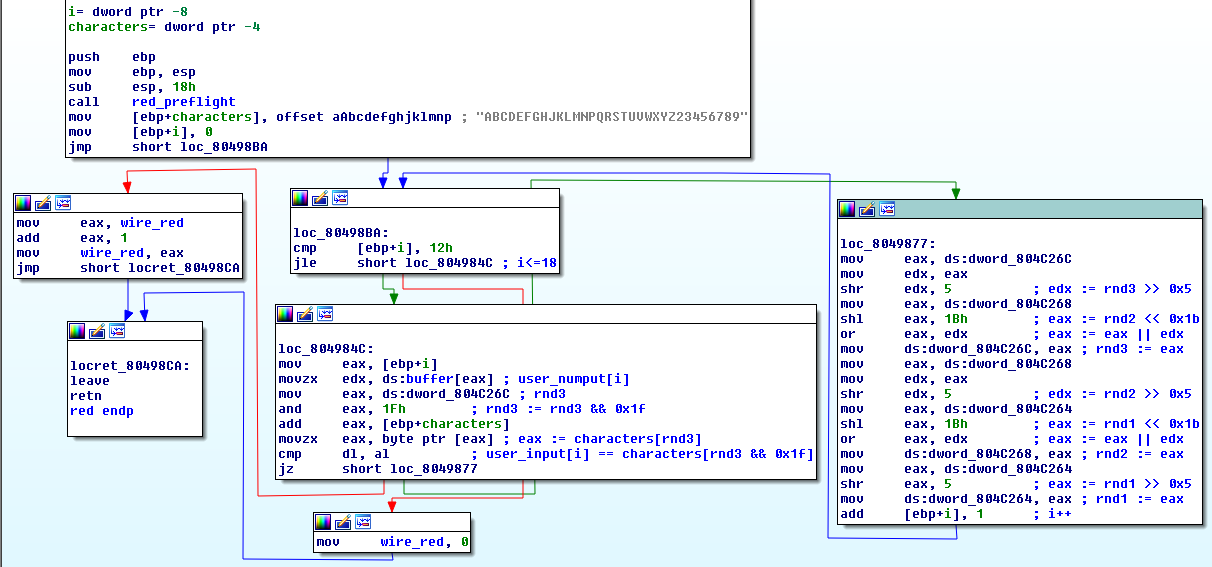 i= dword ptr -8
characters= dword ptr -4
push ebp
mov ebp, esp
sub esp, 18h
call red_preflight
mov [ebp+characters], offset aAbcdefghjklmnp ; "ABCDEFGHJKLMNPQRSTUVWXYZ23456789"
mov [ebp+i], 0
jmp short loc_80498BA
mov eax, wire_red
add eax, 1
mov wire_red, eax
jmp short locret_80498CA
locret_80498CA:
leave
retn
red endp
loc_80498BA:
cmp [ebp+i], 12h
jle short loc_804984C ; i<=18
loc_804984C:
mov eax, [ebp+i]
movzx edx, ds:buffer[eax] ; user_numput[i]
mov eax, ds:dword_804C26C ; rnd3
and eax, 1Fh ; rnd3 := rnd3 && 0x1f
add eax, [ebp+characters]
movzx eax, byte ptr [eax] ; eax := characters[rnd3]
cmp dl, al ; user_input[i] == characters[rnd3 && 0x1f]
jz short loc_8049877
mov wire_red, 0
loc_8049877:
mov eax, ds:dword_804C26C
mov edx, eax
shr edx, 5 ; edx := rnd3 >> 0x5
mov eax, ds:dword_804C268
shl eax, 1Bh ; eax := rnd2 << 0x1b
or eax, edx ; eax := eax || edx
mov ds:dword_804C26C, eax ; rnd3 := eax
mov eax, ds:dword_804C268
mov edx, eax
shr edx, 5 ; edx := rnd2 >> 0x5
mov eax, ds:dword_804C264
shl eax, 1Bh ; eax := rnd1 << 0x1b
or eax, edx ; eax := eax || edx
mov ds:dword_804C268, eax ; rnd2 := eax
mov eax, ds:dword_804C264
shr eax, 5 ; eax := rnd1 >> 0x5
mov ds:dword_804C264, eax ; rnd1 := eax
add [ebp+i], 1 ; i++